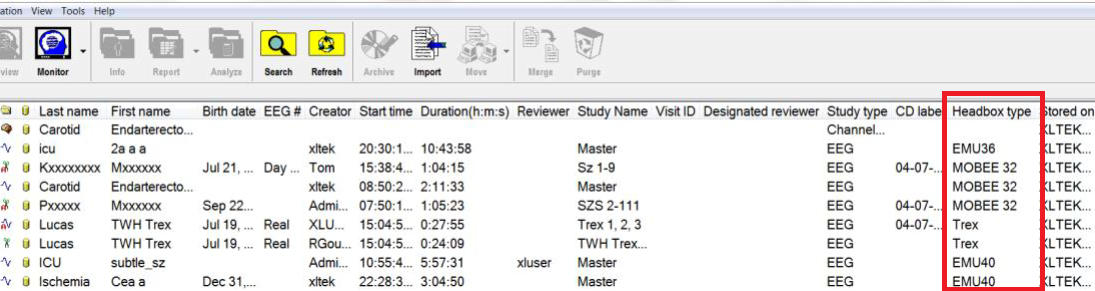 ation View Tools Help
view Monitor Info Report Analyze Search Refresh Archive Import Move Merge Purge
Last name First name Birth date EEG # Creator Start time Duration(h:m:s) Reviewer Study Name Visit ID Designated reviewer Study type CD labe Headbox type Stored on
Carotid Endarterecto... Channel... XLTEK...
icu 2a a a xltek 20:30:1... 10:43:58 Master EEG EMU36 XLTEK...
Kxxxxxxxx Mxxxxxx Jul 21, ... Day ... Tom 15:38:4... 1:04:15 Sz 1-9 EEG 04-07-... MOBEE 32 XLTEK...
Carotid Endarterecto... xltek 08:50:2... 2:11:33 Master EEG MOBEE 32 XLTEK...
Pxxxxx Mxxxxxx Sep 22... Admi... 07:50:1... 1:05:23 SZS 2-111 EEG 04-07-... MOBEE 32 XLTEK...
Lucas TWH Trex Jul 19, ... Real XLU... 15:04:5... 0:27:55 Trex 1, 2, 3 EEG 04-07-... Trex XLTEK...
Lucas TWH Trex Jul 19, ... Real RGou... 15:04:5... 0:24:09 TWH Trex... EEG Trex XLTEK...
ICU subtle_sz Admi... 10:55:4... 5:57:31 xluser Master EEG EMU40 XLTEK...
Ischemia Cea a Dec 31,... xltek 22:28:3... 3:04:50 Master EEG EMU40 XLTEK...